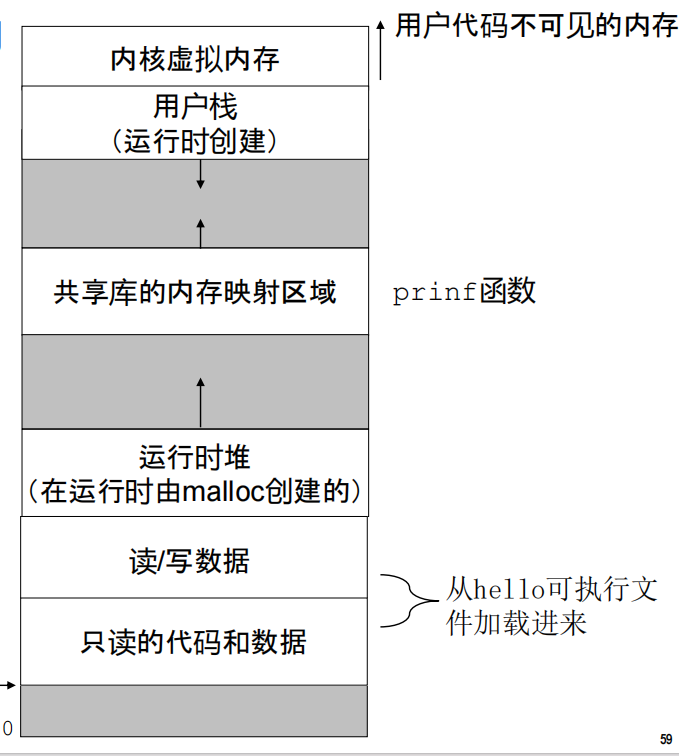 用户代码不可见的内存
内核虚拟内存
用户栈
（运行时创建）
共享库的内存映射区域
prinf函数
运行时堆
（在运行时由malloc创建的）
读/写数据
从hello可执行文
件加载进来
只读的代码和数据
0
59